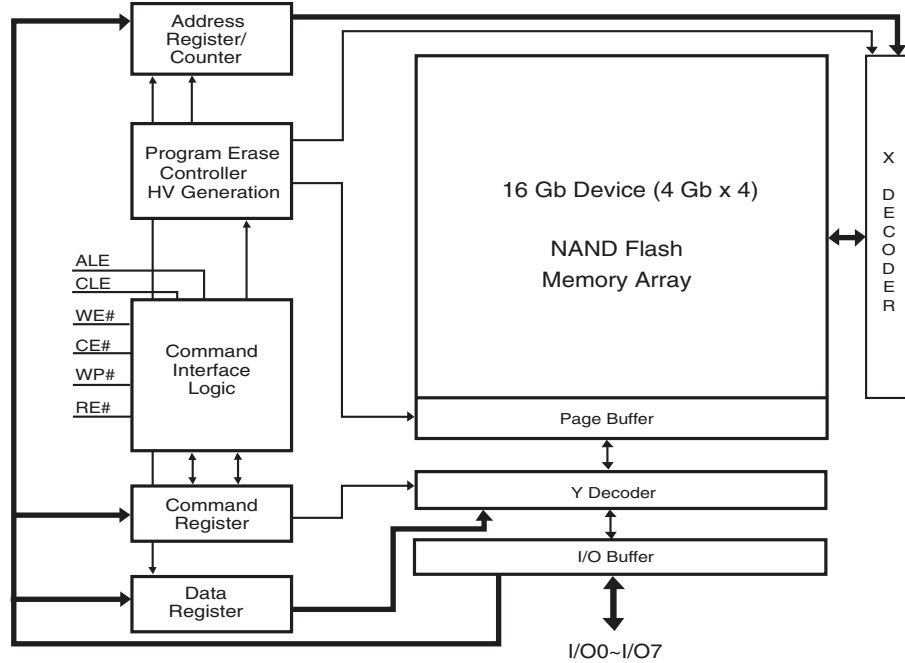 Address
Register/
Counter
Program Erase
Controller
HV Generation
16 Gb Device (4 Gb x 4)
NAND Flash
Memory Array
X
D
E
C
O
D
E
R
ALE
CLE
WE#
CE#
WP#
RE#
Command
Interface
Logic
Page Buffer
Command
Register
Y Decoder
I/O Buffer
Data
Register
I/O0~I/O7